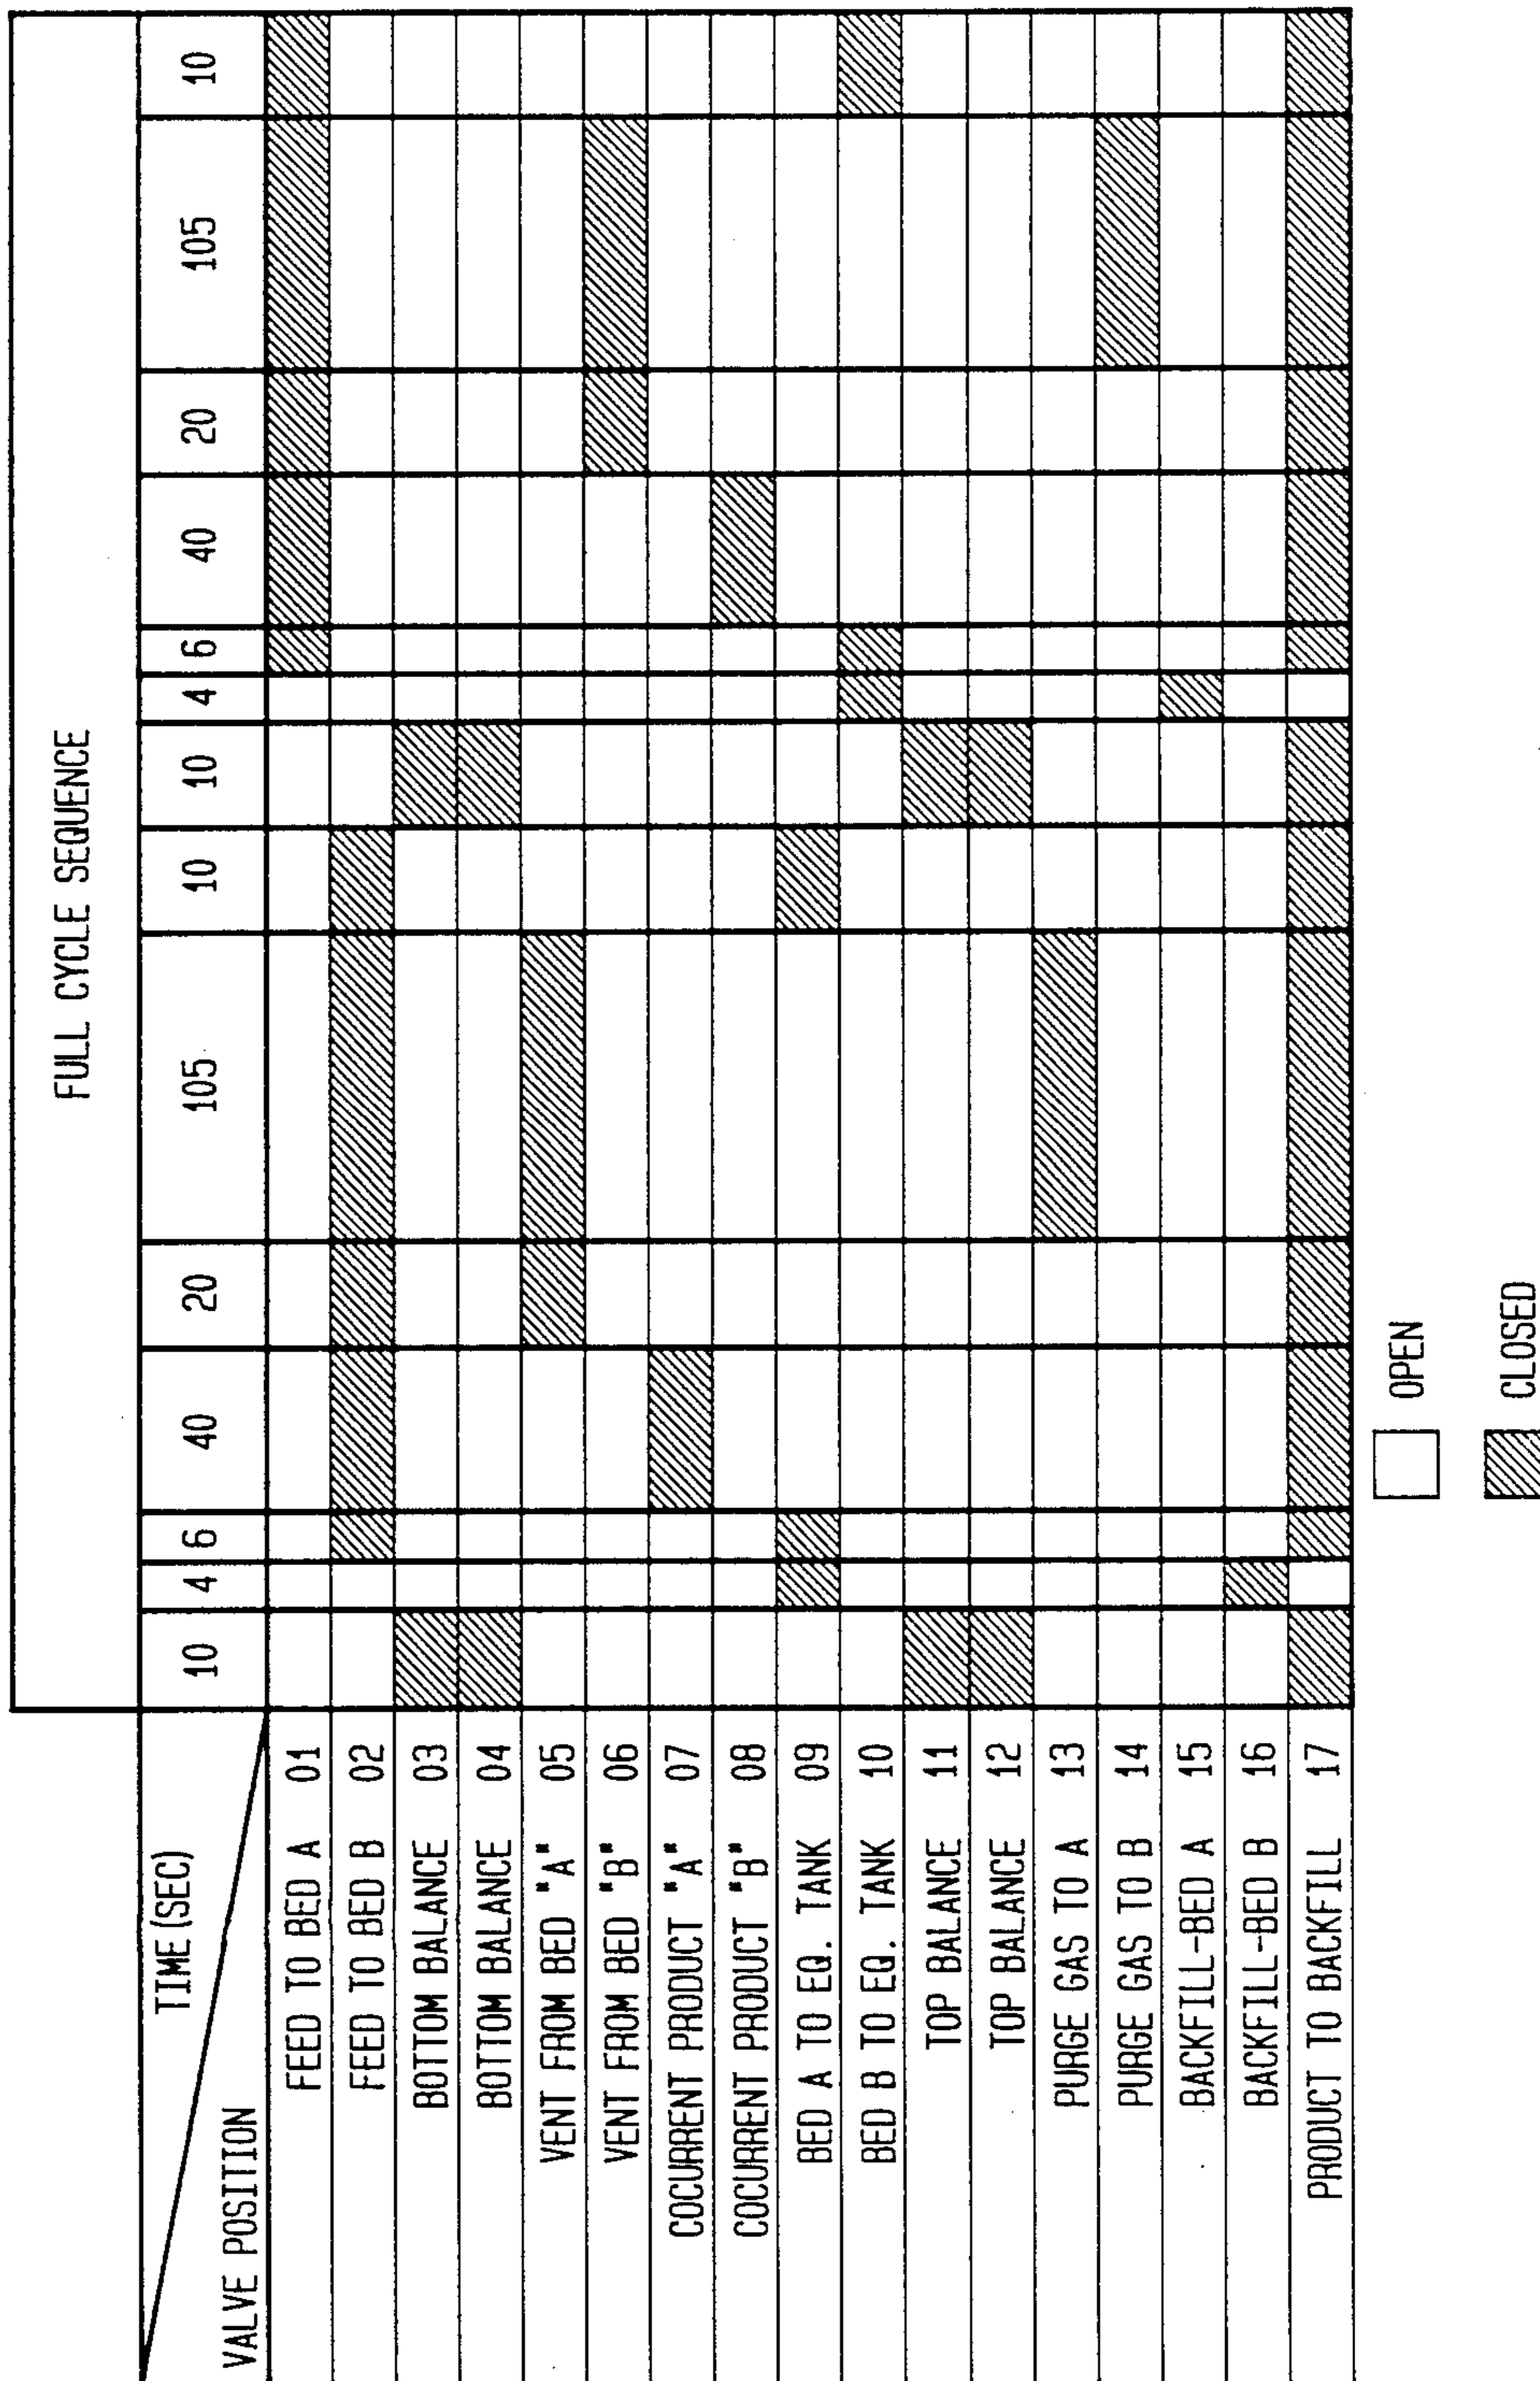 FULL CYCLE SEQUENCE
TIME (SEC)
VALVE POSITION
10 4 6 40 20 105 10 10 4 6 40 20 105 10
FEED TO BED A 01
FEED TO BED B 02
BOTTOM BALANCE 03
BOTTOM BALANCE 04
VENT FROM BED "A" 05
VENT FROM BED "B" 06
COCURRENT PRODUCT "A" 07
COCURRENT PRODUCT "B" 08
BED A TO EQ. TANK 09
BED B TO EQ. TANK 10
TOP BALANCE 11
TOP BALANCE 12
PURGE GAS TO A 13
PURGE GAS TO B 14
BACKFILL-BED A 15
BACKFILL-BED B 16
PRODUCT TO BACKFILL 17
OPEN
CLOSED